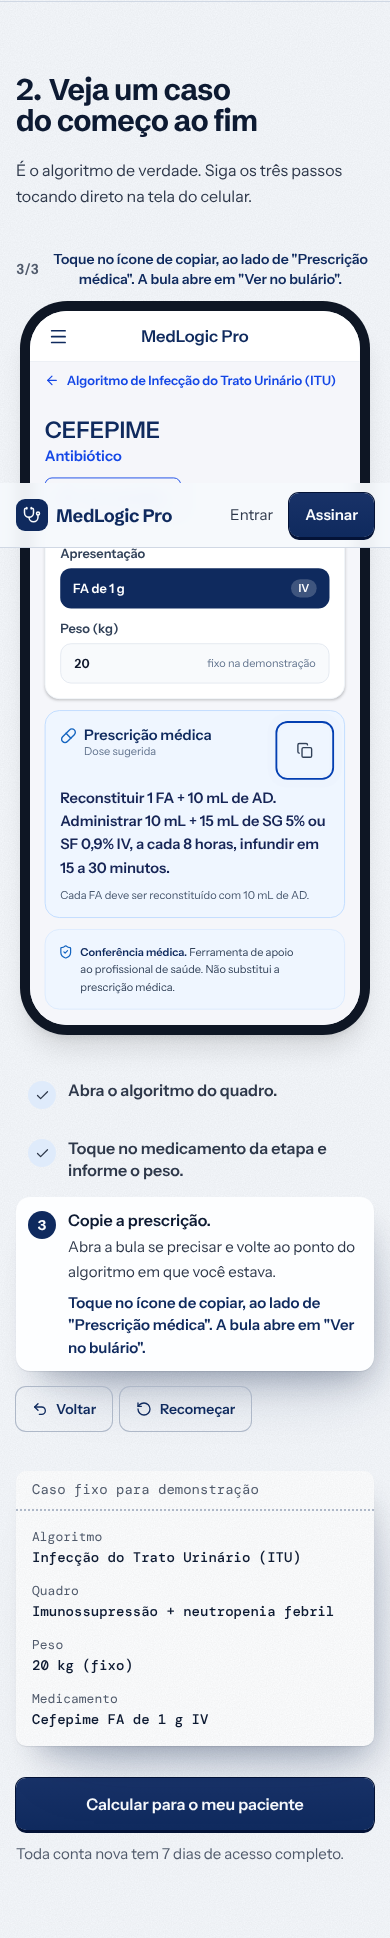 2. Veja um caso
do começo ao fim
É o algoritmo de verdade. Siga os três passos
tocando direto na tela do celular.
3/3
Toque no ícone de copiar, ao lado de "Prescrição
médica". A bula abre em "Ver no bulário".
MedLogic Pro
Algoritmo de Infecção do Trato Urinário (ITU)
CEFEPIME
Antibiótico
MedLogic Pro
Entrar
Assinar
Apresentação
FA de 1 g
IV
Peso (kg)
20
fixo na demonstração
Prescrição médica
Dose sugerida
Reconstituir 1 FA + 10 mL de AD.
Administrar 10 mL + 15 mL de SG 5% ou
SF 0,9% IV, a cada 8 horas, infundir em
15 a 30 minutos.
Cada FA deve ser reconstituído com 10 mL de AD.
Conferência médica. Ferramenta de apoio
ao profissional de saúde. Não substitui a
prescrição médica.
Abra o algoritmo do quadro.
Toque no medicamento da etapa e
informe o peso.
3
Copie a prescrição.
Abra a bula se precisar e volte ao ponto do
algoritmo em que você estava.
Toque no ícone de copiar, ao lado de
"Prescrição médica". A bula abre em "Ver
no bulário".
Voltar
Recomeçar
Caso fixo para demonstração
Algoritmo
Infecção do Trato Urinário (ITU)
Quadro
Imunossupressão + neutropenia febril
Peso
20 kg (fixo)
Medicamento
Cefepime FA de 1 g IV
Calcular para o meu paciente
Toda conta nova tem 7 dias de acesso completo.